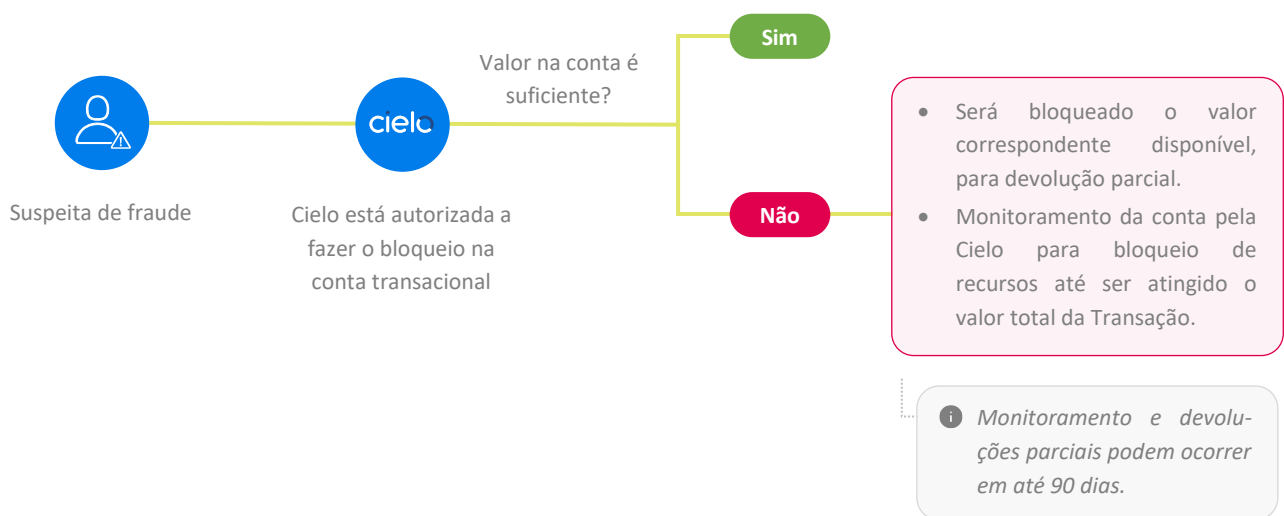 Sim
Valor na conta é
suficiente?
cielo
Suspeita de fraude
Cielo está autorizada a
fazer o bloqueio na
conta transacional
Não
• Será bloqueado o valor
correspondente disponível,
para devolução parcial.
• Monitoramento da conta pela
Cielo para bloqueio de
recursos até ser atingido o
valor total da Transação.
Monitoramento e devolu-
ções parciais podem ocorrer
em até 90 dias.